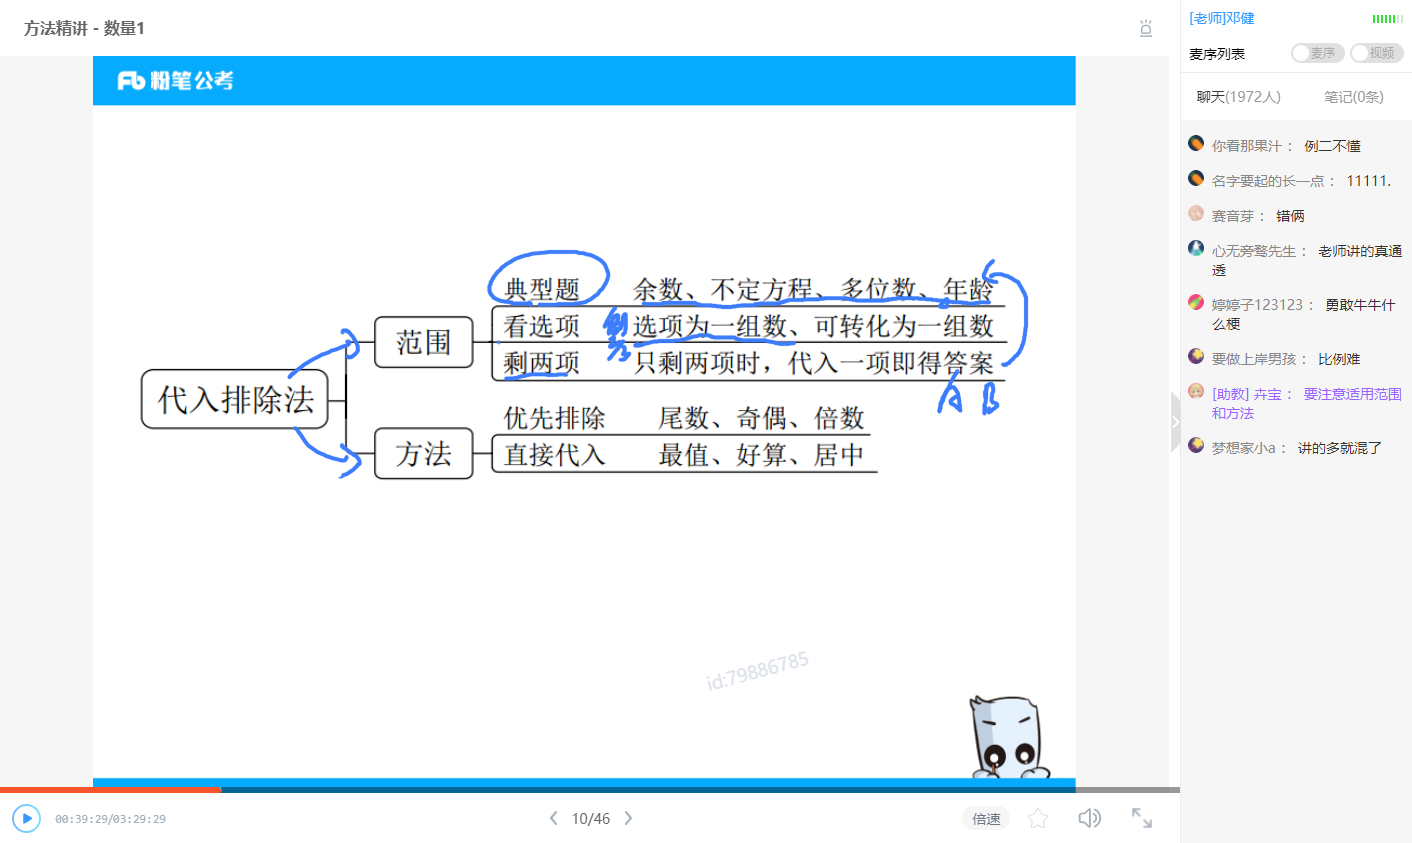 方法精讲 - 数量1
粉笔公考
典型题 余数、不定方程、多位数、年龄
看选项 选项为一组数、可转化为一组数
范围
剩两项 只剩两项时，代入一项即得答案
A B
代入排除法
优先排除 尾数、奇偶、倍数
方法
直接代入 最值、好算、居中
id:79886785
00:39:29/03:29:29
10/46
倍速
[老师]邓健
麦序列表 麦序 视频
聊天(1972人) 笔记(0条)
你看那果汁： 例二不懂
名字要起的长一点： 11111.
赛音芽： 错俩
心无旁骛先生： 老师讲的真通
透
婷婷子123123： 勇敢牛牛什
么梗
要做上岸男孩： 比例难
[助教] 卉宝： 要注意适用范围
和方法
梦想家小a： 讲的多就混了